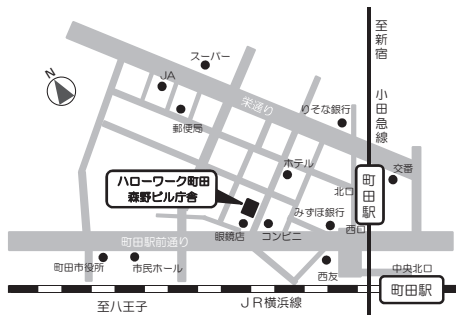 至新宿
スーパー
N
JA
小田急線
栄通り
りそな銀行
郵便局
ホテル
交番
ハローワーク町田
森野ビル庁舎
北口
町田駅
みずほ銀行
西口
町田駅前通り
眼鏡店
コンビニ
町田市役所
市民ホール
西友
中央北口
町田駅
至八王子
JR横浜線